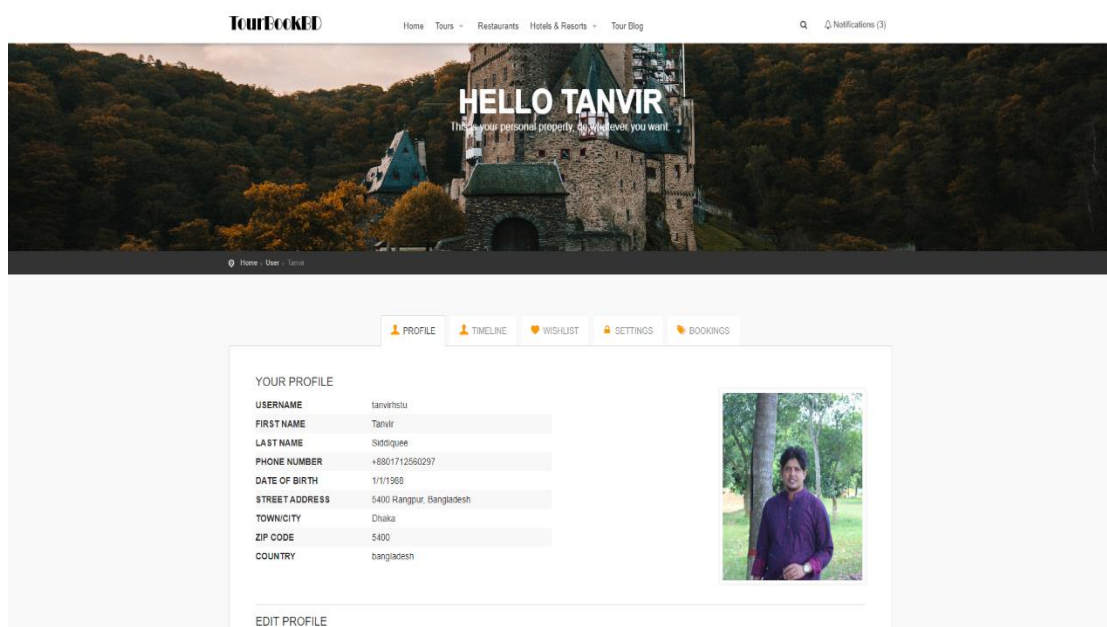 TourBookBD
Home Tours Restaurants Hotels & Resorts Tour Blog
Notifications (3)
HELLO TANVIR
This is your personal property, do whatever you want.
Home User Tanvir
PROFILE TIMELINE WISHLIST SETTINGS BOOKINGS
YOUR PROFILE
USERNAME tanvirhstu
FIRST NAME Tanvir
LAST NAME Siddiquee
PHONE NUMBER +8801712560297
DATE OF BIRTH 1/1/1988
STREET ADDRESS 5400 Rangpur, Bangladesh
TOWN/CITY Dhaka
ZIP CODE 5400
COUNTRY bangladesh
EDIT PROFILE